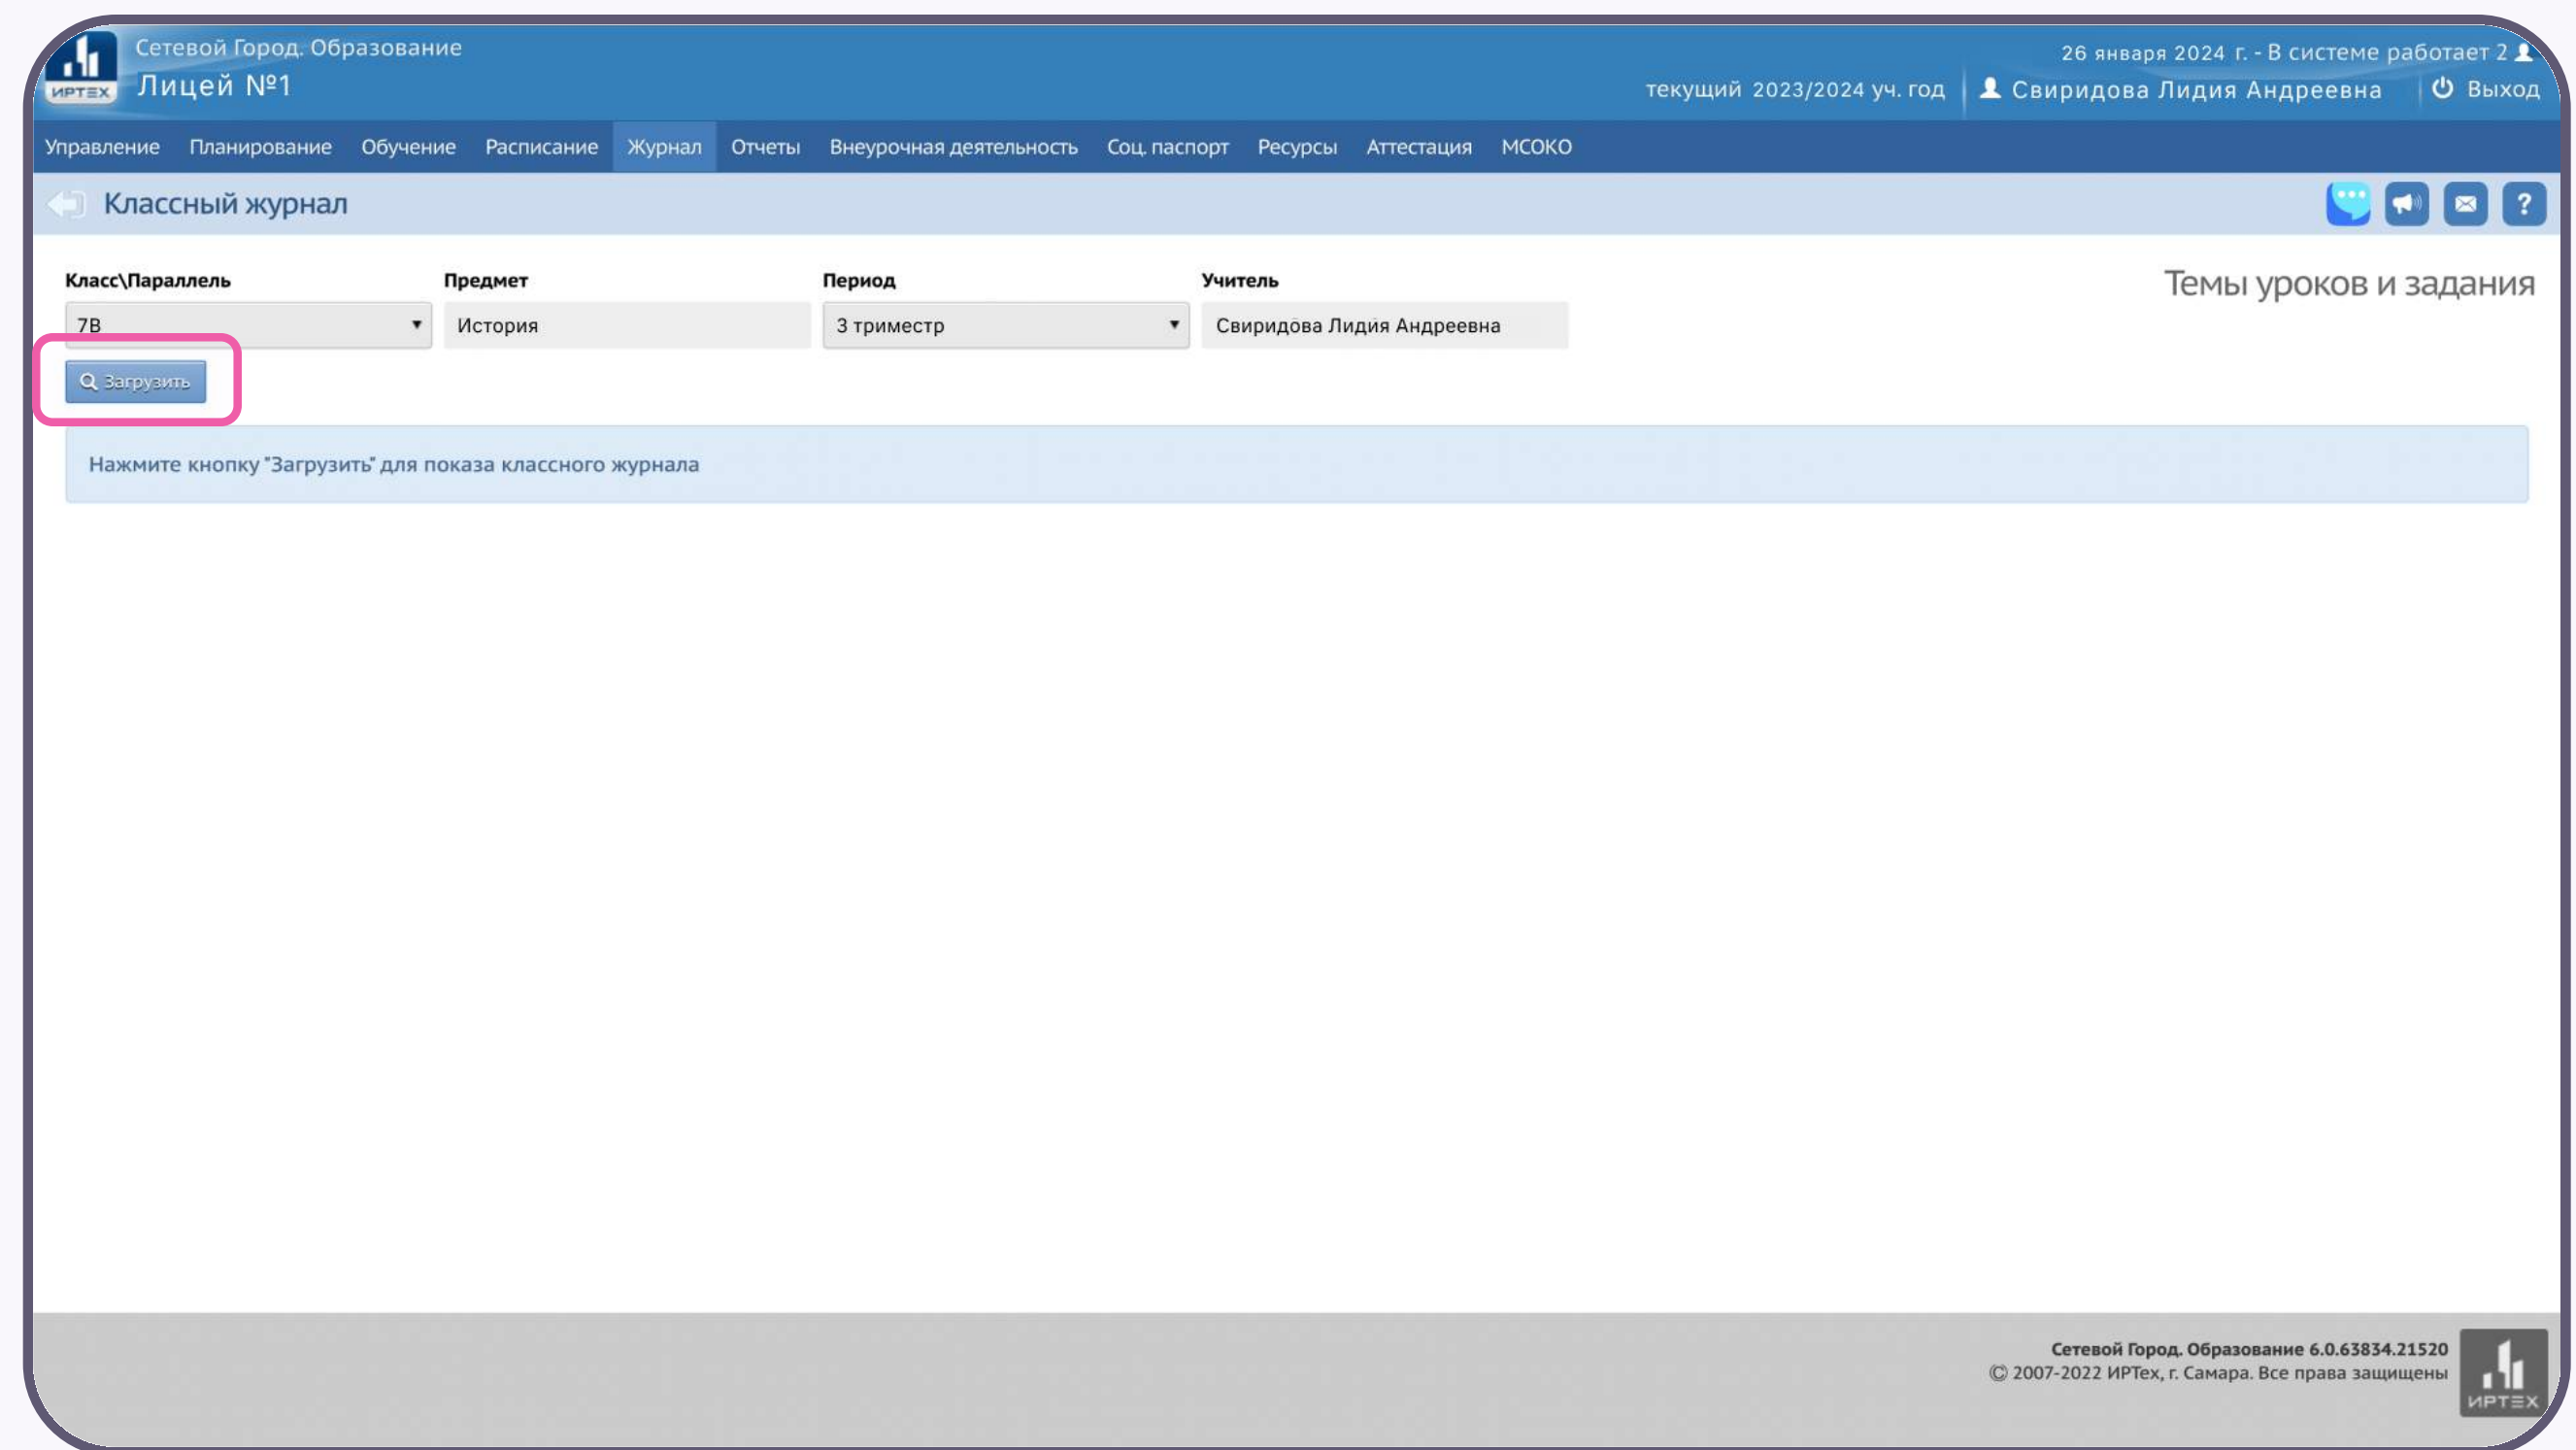 Сетевой Город. Образование
Лицей №1
ИРТЕХ
26 января 2024 г. - В системе работает 2
текущий 2023/2024 уч. год
Свиридова Лидия Андреевна
Выход
Управление Планирование Обучение Расписание Журнал Отчеты Внеурочная деятельность Соц. паспорт Ресурсы Аттестация МСОКО
Классный журнал
?
Темы уроков и задания
Класс\Параллель Предмет Период Учитель
7В История 3 триместр Свиридова Лидия Андреевна
Загрузить
Нажмите кнопку "Загрузить" для показа классного журнала
Сетевой Город. Образование 6.0.63834.21520
© 2007-2022 ИРТех, г. Самара. Все права защищены
ИРТЕХ